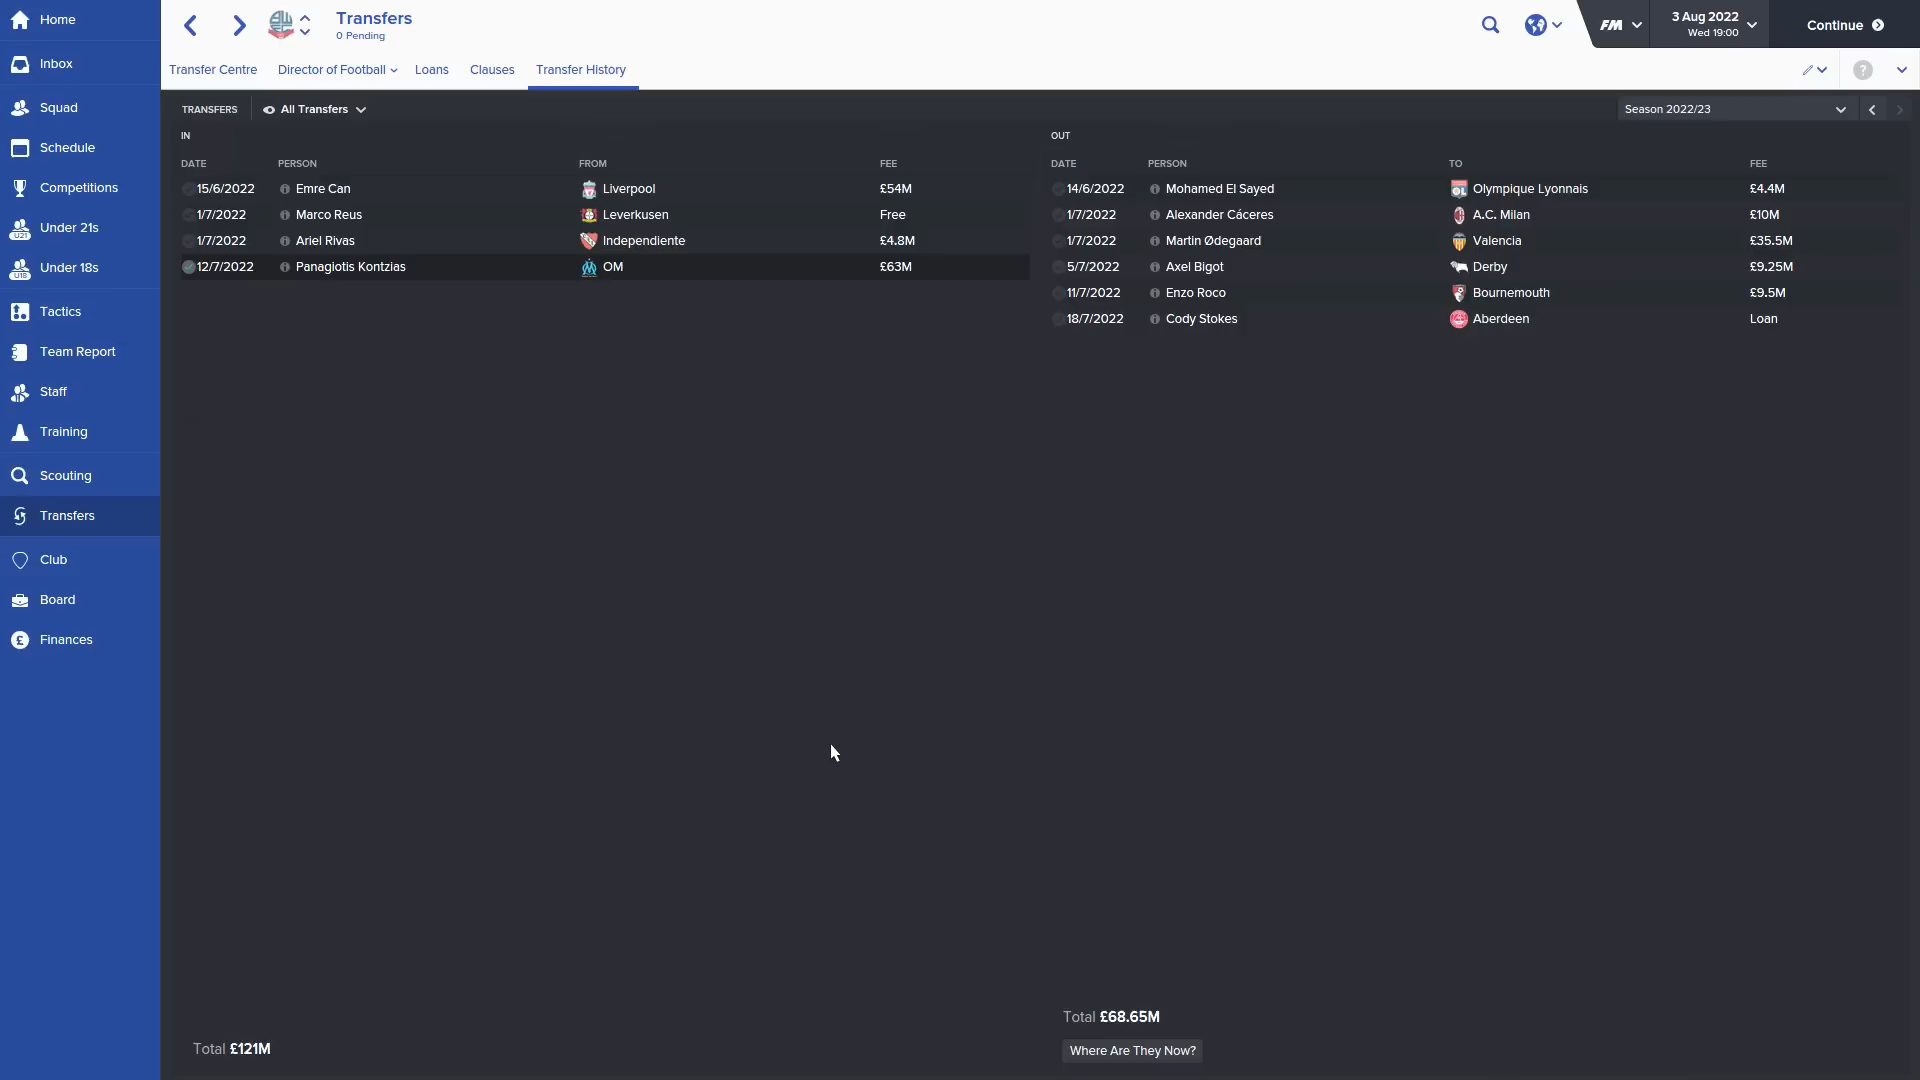 Home
Inbox
Squad
Schedule
Competitions
U21 Under 21s
U18 Under 18s
Tactics
Team Report
Staff
Training
Scouting
Transfers
Club
Board
£ Finances
Transfers
0 Pending
FM
3 Aug 2022
Wed 19:00
Continue
Transfer Centre Director of Football Loans Clauses Transfer History
?
TRANSFERS All Transfers Season 2022/23
IN
DATE PERSON FROM FEE
15/6/2022 Emre Can Liverpool £54M
1/7/2022 Marco Reus Leverkusen Free
1/7/2022 Ariel Rivas Independiente £4.8M
12/7/2022 Panagiotis Kontzias OM £63M
Total £121M
OUT
DATE PERSON TO FEE
14/6/2022 Mohamed El Sayed Olympique Lyonnais £4.4M
1/7/2022 Alexander Cáceres A.C. Milan £10M
1/7/2022 Martin Ødegaard Valencia £35.5M
5/7/2022 Axel Bigot Derby £9.25M
11/7/2022 Enzo Roco Bournemouth £9.5M
18/7/2022 Cody Stokes Aberdeen Loan
Total £68.65M
Where Are They Now?